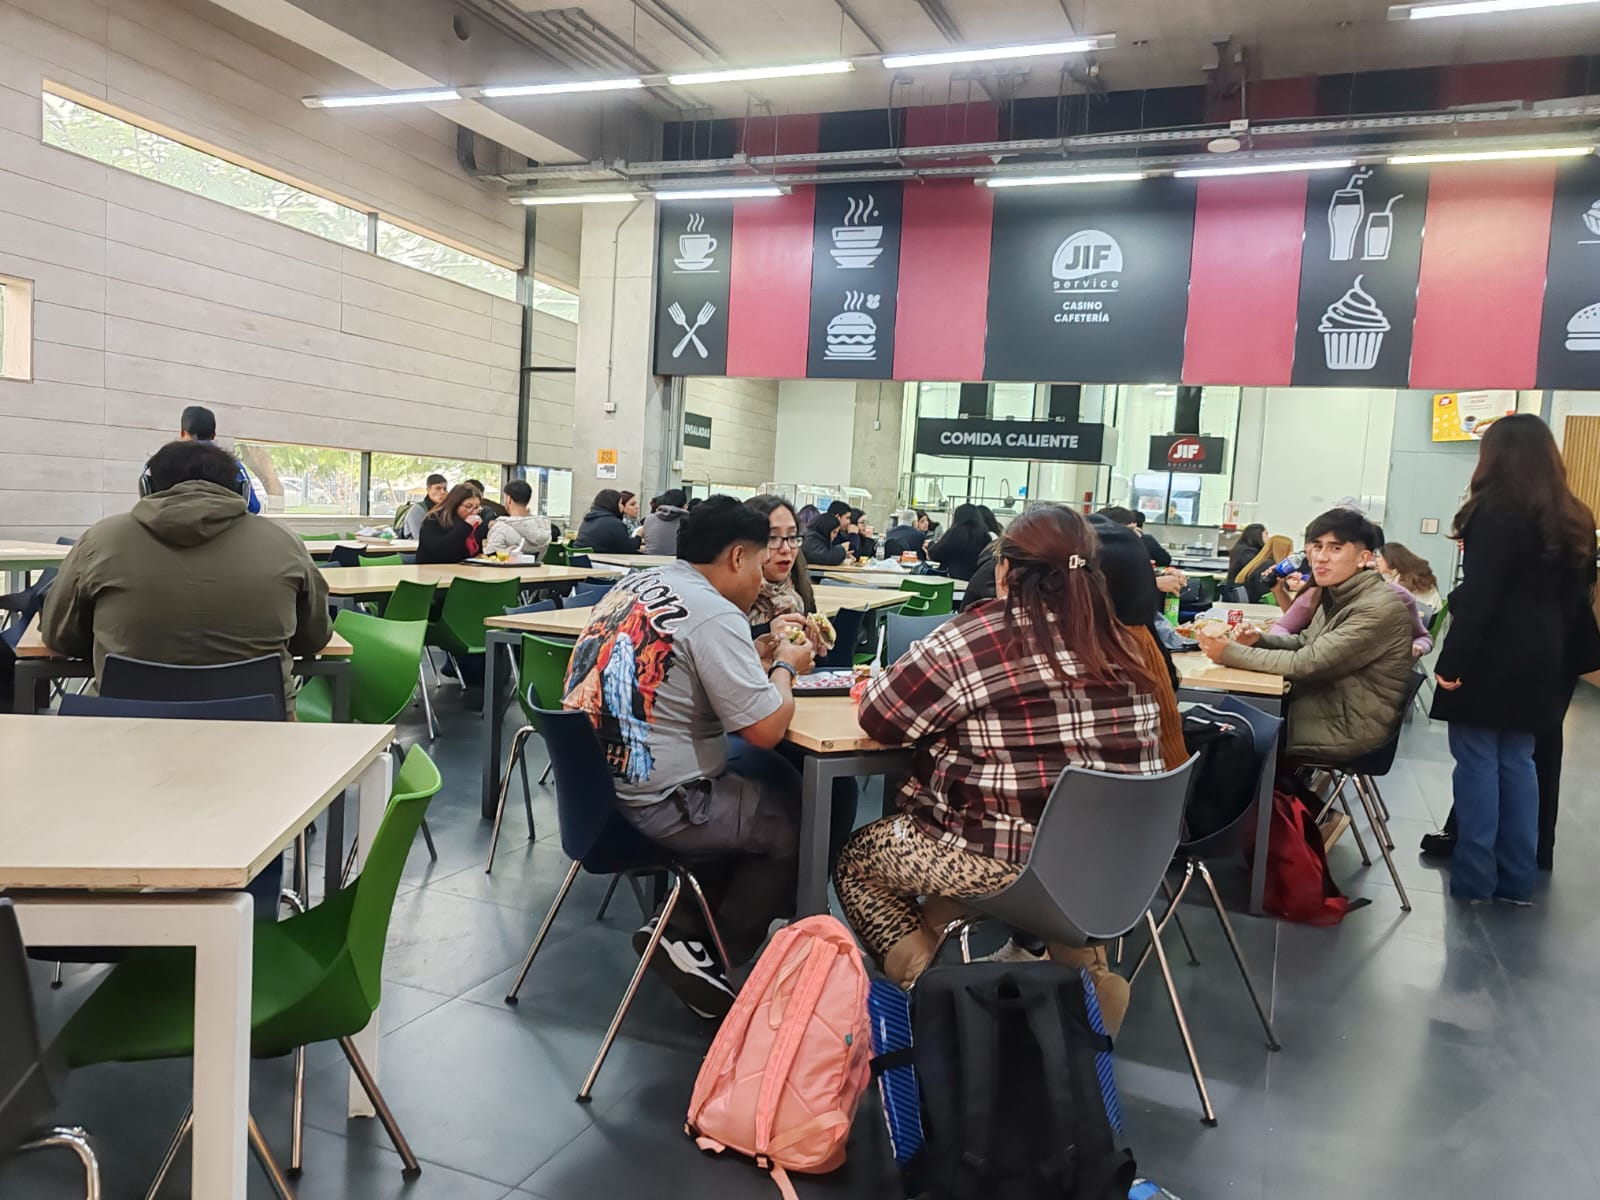 JIF
service
CASINO
CAFETERÍA
ENSALADAS
COMIDA CALIENTE
JIF
service